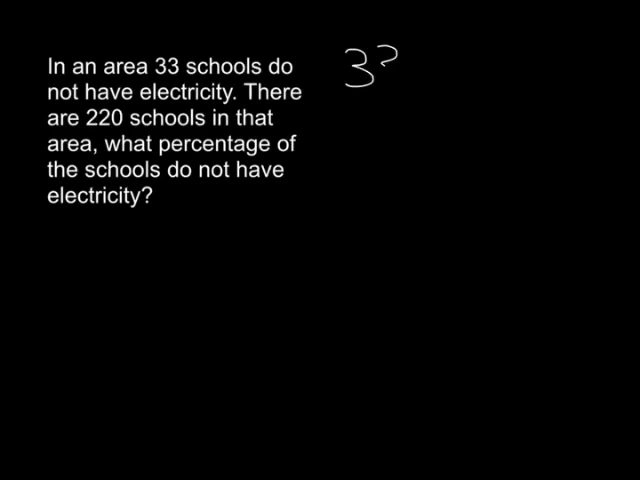 In an area 33 schools do
not have electricity. There
are 220 schools in that
area, what percentage of
the schools do not have
electricity?
3